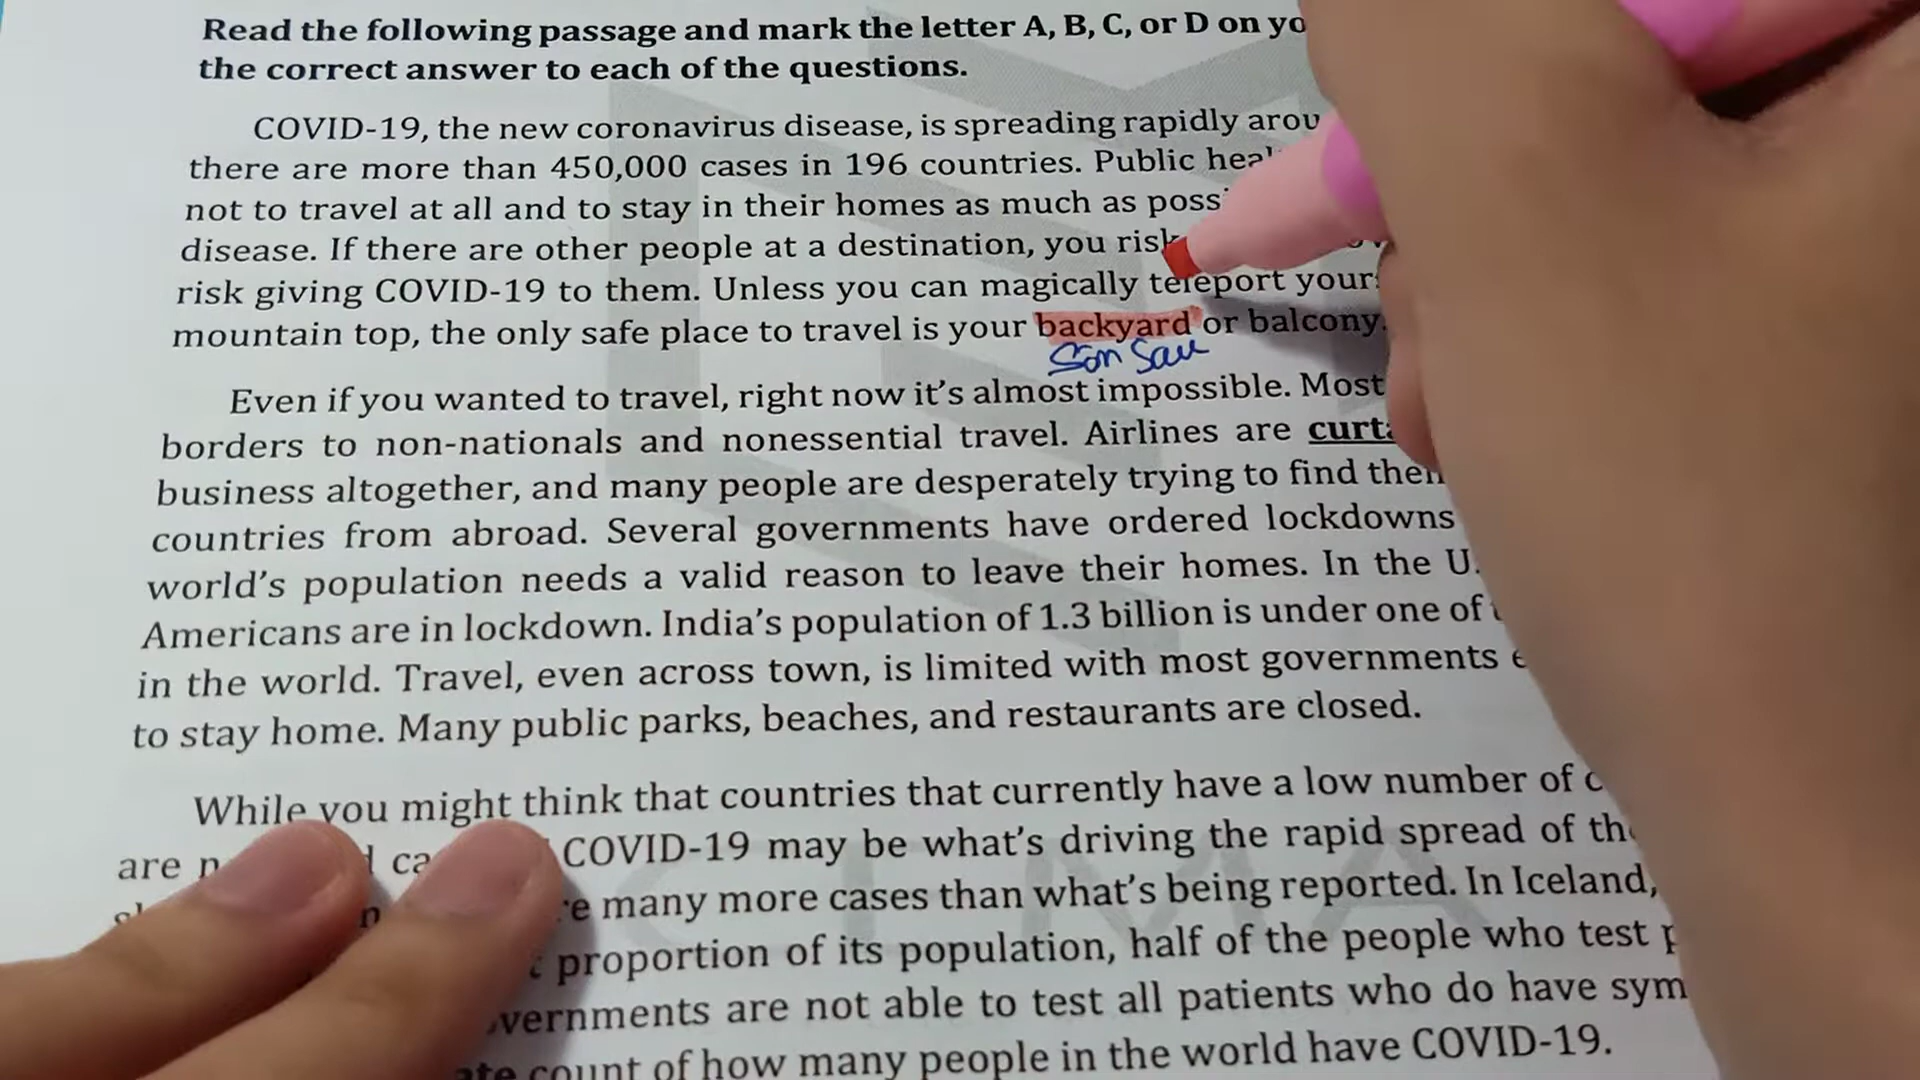 Read the following passage and mark the letter A, B, C, or D on
the correct answer to each of the questions.
COVID-19, the new coronavirus disease, is spreading rapidly
there are more than 450,000 cases in 196 countries. Public
not to travel at all and to stay in their homes as much as
disease. If there are other people at a destination, you risk
risk giving COVID-19 to them. Unless you can magically teleport
mountain top, the only safe place to travel is your backyard or balcony.
Sân sau
Even if you wanted to travel, right now it's almost impossible. Most
borders to non-nationals and nonessential travel. Airlines are
business altogether, and many people are desperately trying to find
countries from abroad. Several governments have ordered lockdowns
world's population needs a valid reason to leave their homes. In the
Americans are in lockdown. India's population of 1.3 billion is under one of
in the world. Travel, even across town, is limited with most governments
to stay home. Many public parks, beaches, and restaurants are closed.
While you might think that countries that currently have a low number of
are COVID-19 may be what's driving the rapid spread of
many more cases than what's being reported. In Iceland,
proportion of its population, half of the people who test
are not able to test all patients who do have
count of how many people in the world have COVID-19.